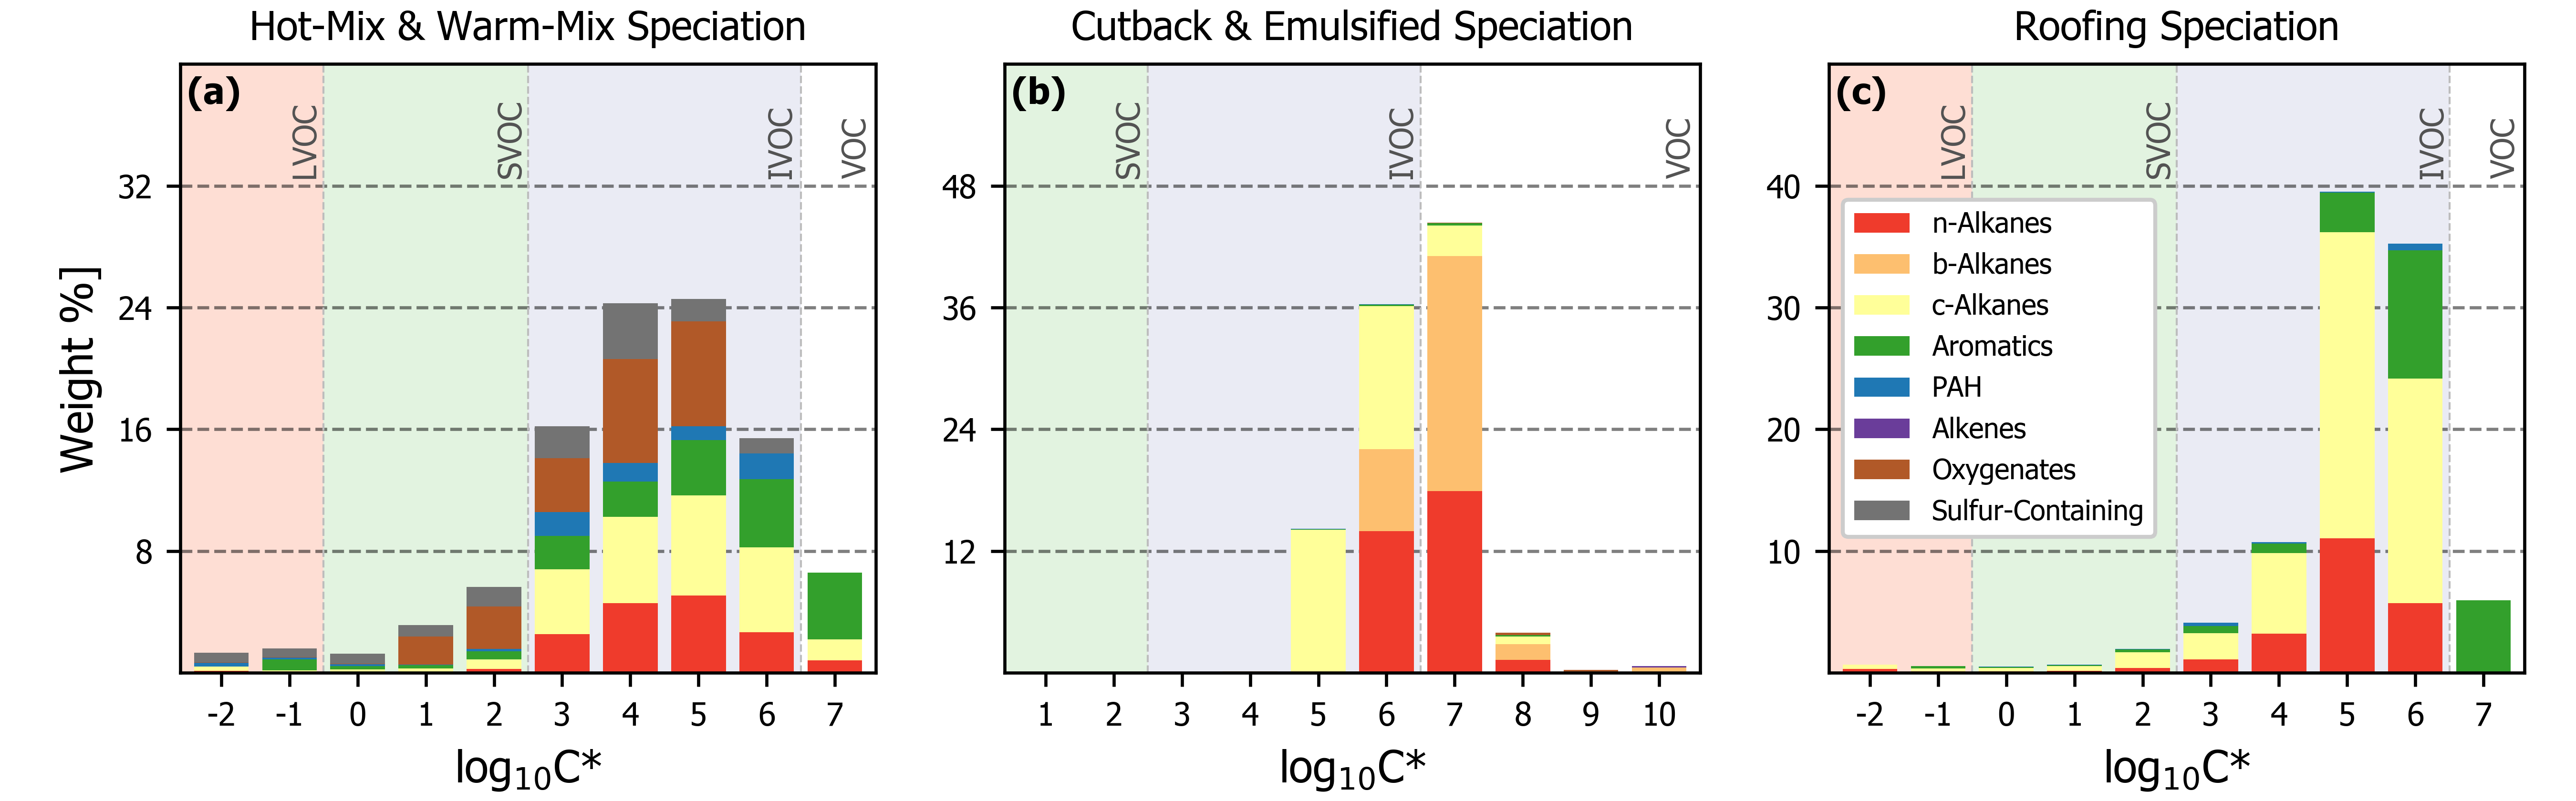 Hot-Mix & Warm-Mix Speciation
(a)
LVOC
SVOC
IVOC
VOC
32
24
16
8
Weight %]
-2 -1 0 1 2 3 4 5 6 7
log10C*
Cutback & Emulsified Speciation
(b)
SVOC
IVOC
VOC
48
36
24
12
1 2 3 4 5 6 7 8 9 10
log10C*
Roofing Speciation
(c)
LVOC
SVOC
IVOC
VOC
40
30
20
10
n-Alkanes
b-Alkanes
c-Alkanes
Aromatics
PAH
Alkenes
Oxygenates
Sulfur-Containing
-2 -1 0 1 2 3 4 5 6 7
log10C*